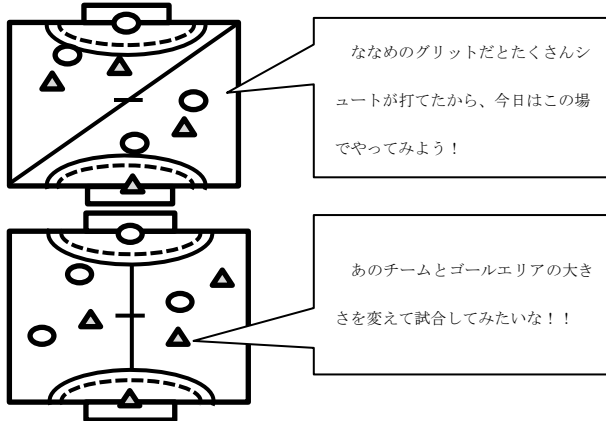 ななめのグリットだとたくさんシ
ュートが打てたから、今日はこの場
でやってみよう！
あのチームとゴールエリアの大き
さを変えて試合してみたいな！！